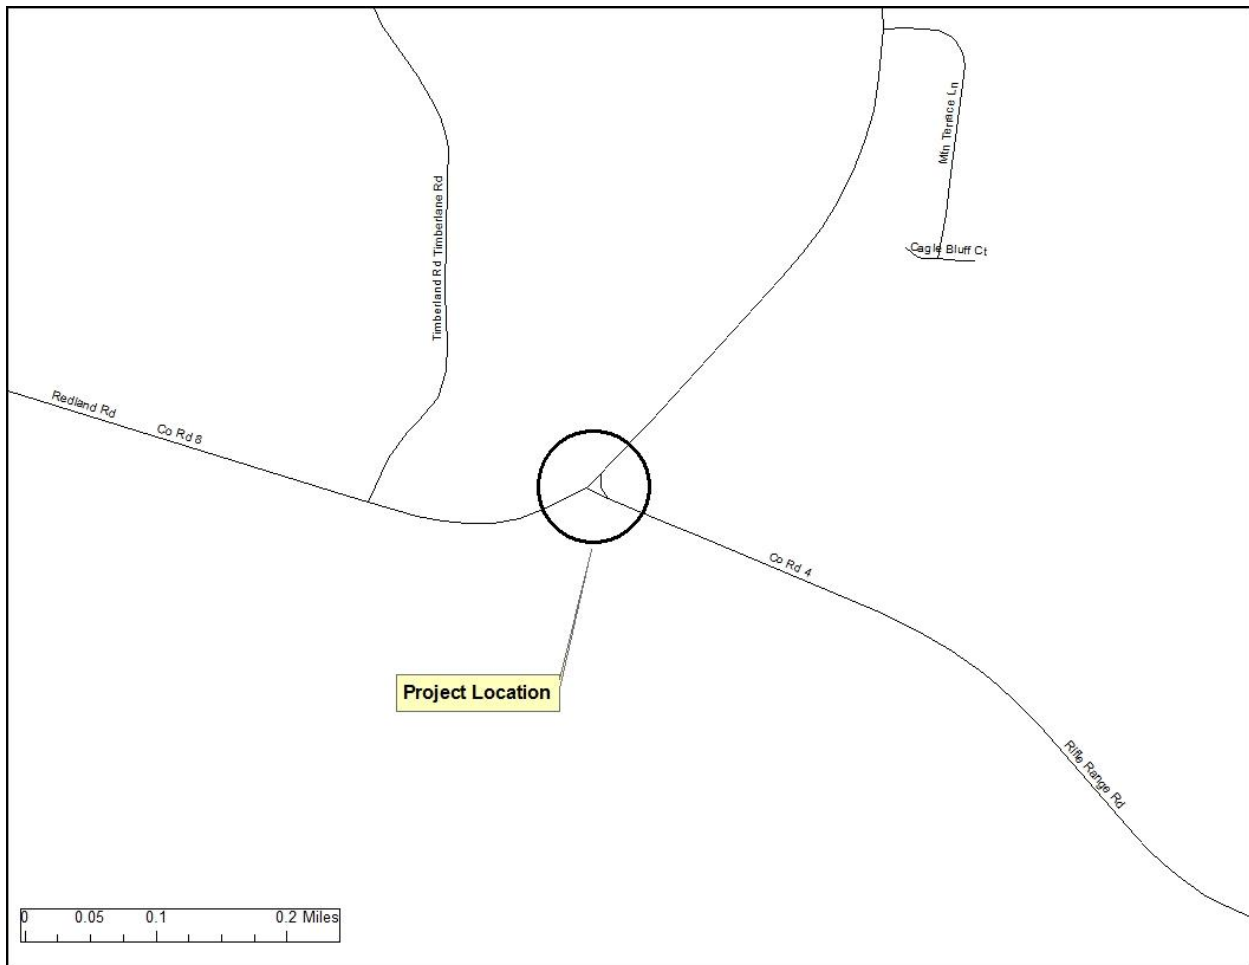 Mtn Terrace Ln
Timberland Rd Timberlane Rd
Cagle Bluff Ct
Redland Rd
Co Rd 8
Co Rd 4
Project Location
Rifle Range Rd
0 0.05 0.1 0.2 Miles